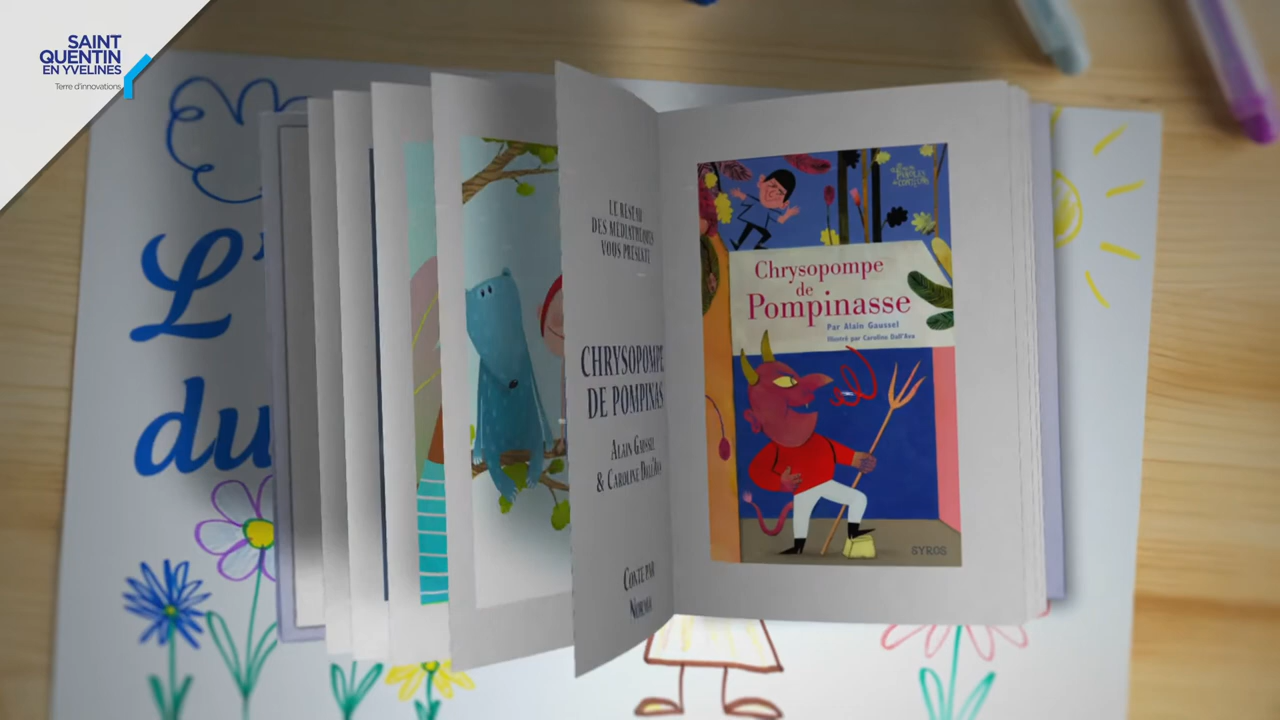 SAINT
QUENTIN
EN YVELINES
Terre d'innovations
L'
du
LE RÉSEAU
DES MÉDIATHÈQUES
VOUS PRÉSENTE
CHRYSOPOMPE
DE POMPINAS
ALAIN GAUSSEL
& CAROLINE DALL'AVA
CONTÉ PAR
NORMA
Chrysopompe
de
Pompinasse
Par Alain Gaussel
Illustré par Caroline Dall'Ava
SYROS